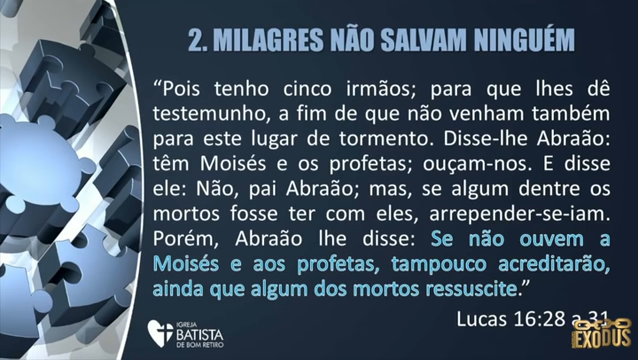 2. MILAGRES NÃO SALVAM NINGUÉM
“Pois tenho cinco irmãos; para que lhes dê
testemunho, a fim de que não venham também
para este lugar de tormento. Disse-lhe Abraão:
têm Moisés e os profetas; ouçam-nos. E disse
ele: Não, pai Abraão; mas, se algum dentre os
mortos fosse ter com eles, arrepender-se-iam.
Porém, Abraão lhe disse: Se não ouvem a
Moisés e aos profetas, tampouco acreditarão,
ainda que algum dos mortos ressuscite.”
Lucas 16:28 a 31
IGREJA
BATISTA
DE BOM RETIRO
EXODUS